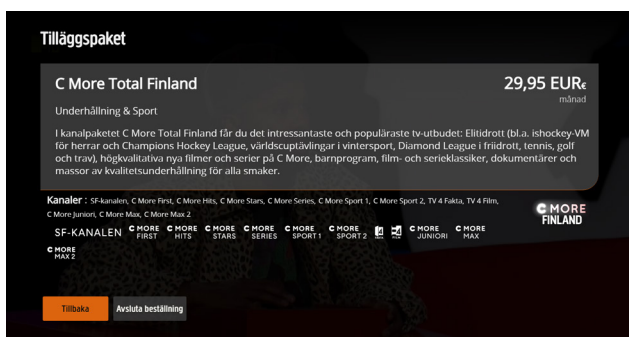 Tilläggspaket
C More Total Finland
29,95 EUR€
månad
Underhållning & Sport
I kanalpaketet C More Total Finland får du det intressantaste och populäraste tv-utbudet: Elitidrott (bl.a. ishockey-VM
för herrar och Champions Hockey League, världscuptävlingar i vintersport, Diamond League i friidrott, tennis, golf
och trav), högkvalitativa nya filmer och serier på C More, barnprogram, film- och serieklassiker, dokumentärer och
massor av kvalitetsunderhållning för alla smaker.
Kanaler : SF-kanalen, C More First, C More Hits, C More Stars, C More Series, C More Sport 1, C More Sport 2, TV 4 Fakta, TV 4 Film,
C More Juniori, C More Max, C More Max 2
C MORE
FINLAND
SF-KANALEN C MORE FIRST C MORE HITS C MORE STARS C MORE SERIES C MORE SPORT 1 C MORE SPORT 2 C MORE JUNIORI C MORE MAX
C MORE MAX 2
Tillbaka Avsluta beställning